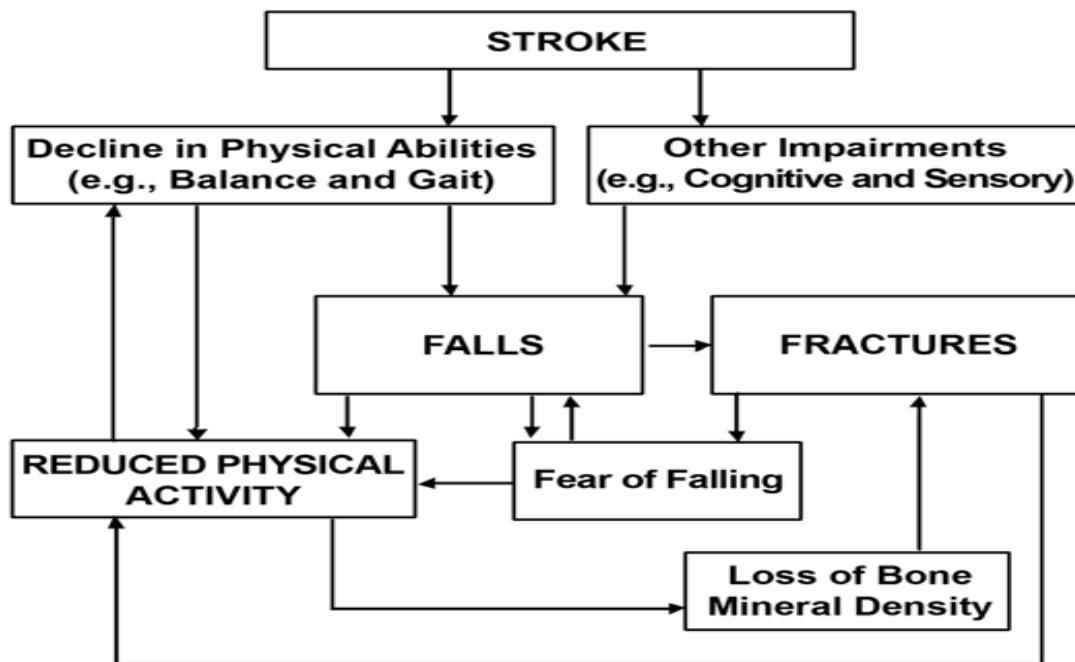 STROKE
Decline in Physical Abilities
(e.g., Balance and Gait)
Other Impairments
(e.g., Cognitive and Sensory)
FALLS
FRACTURES
REDUCED PHYSICAL
ACTIVITY
Fear of Falling
Loss of Bone
Mineral Density